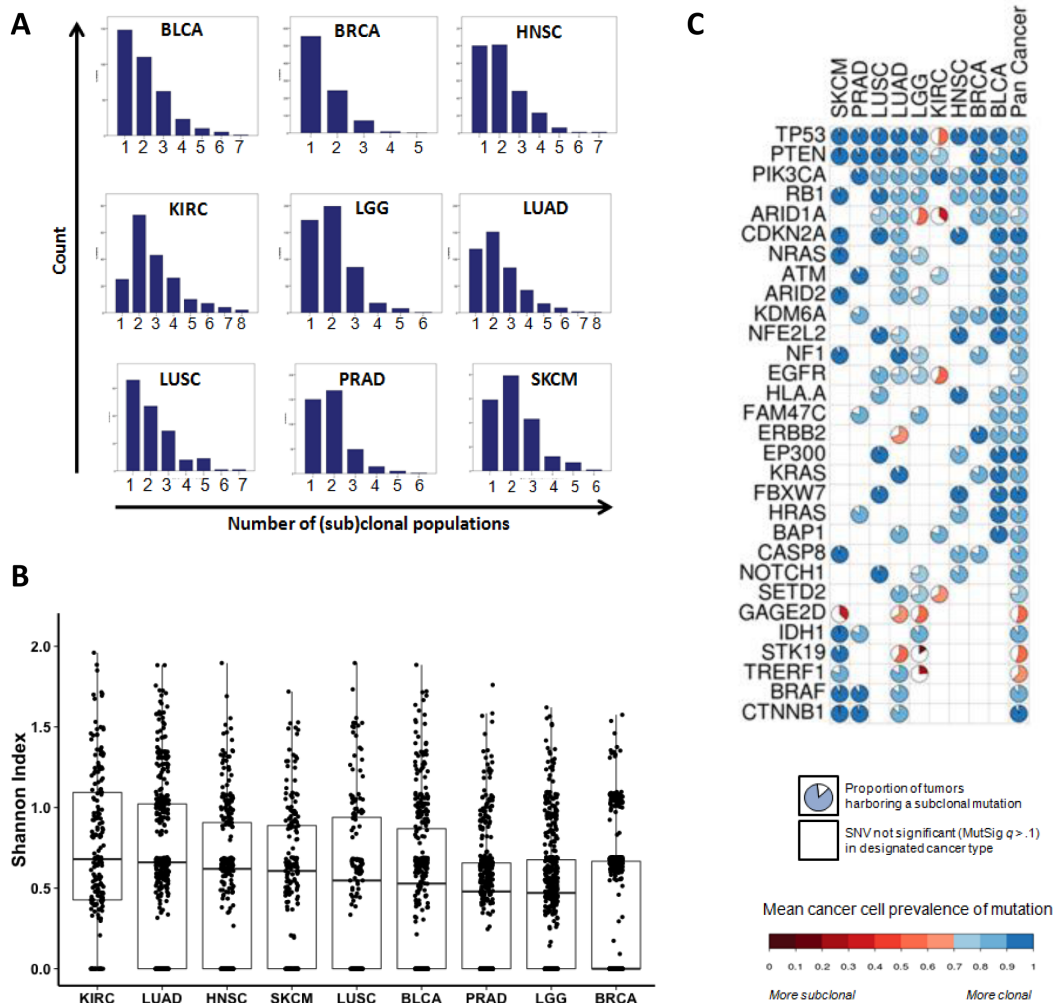 A
BLCA
1 2 3 4 5 6 7
BRCA
1 2 3 4 5
HNSC
1 2 3 4 5 6 7
KIRC
1 2 3 4 5 6 7 8
LGG
1 2 3 4 5 6
LUAD
1 2 3 4 5 6 7 8
LUSC
1 2 3 4 5 6 7
PRAD
1 2 3 4 5 6
SKCM
1 2 3 4 5 6
Count
Number of (sub)clonal populations
B
Shannon Index
2.0
1.5
1.0
0.5
0.0
KIRC LUAD HNSC SKCM LUSC BLCA PRAD LGG BRCA
C
SKCM PRAD LUSC LUAD LGG KIRC HNSC BRCA BLCA Pan Cancer
TP53
PTEN
PIK3CA
RB1
ARID1A
CDKN2A
NRAS
ATM
ARID2
KDM6A
NFE2L2
NF1
EGFR
HLA.A
FAM47C
ERBB2
EP300
KRAS
FBXW7
HRAS
BAP1
CASP8
NOTCH1
SETD2
GAGE2D
IDH1
STK19
TRERF1
BRAF
CTNNB1
Proportion of tumors
harboring a subclonal mutation
SNV not significant (MutSig q > .1)
in designated cancer type
Mean cancer cell prevalence of mutation
0 0.1 0.2 0.3 0.4 0.5 0.6 0.7 0.8 0.9 1
More subclonal More clonal